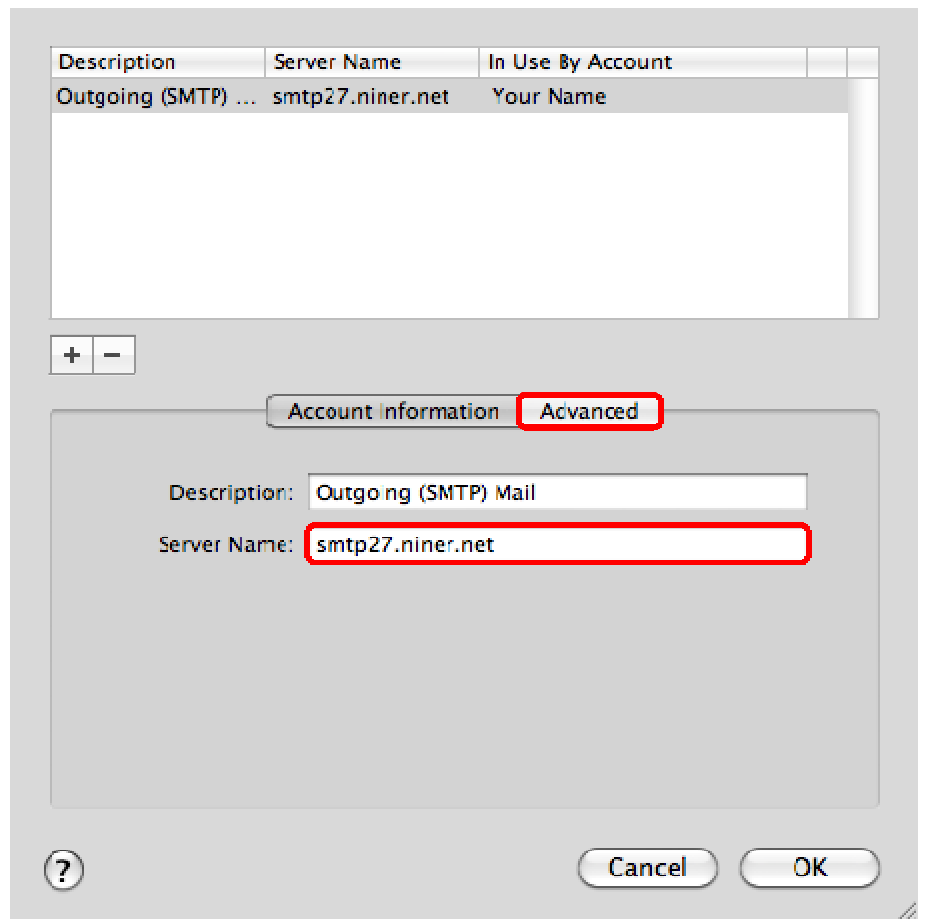 Description Server Name In Use By Account
Outgoing (SMTP) ... smtp27.niner.net Your Name
+ −
Account Information Advanced
Description: Outgoing (SMTP) Mail
Server Name: smtp27.niner.net
? Cancel OK